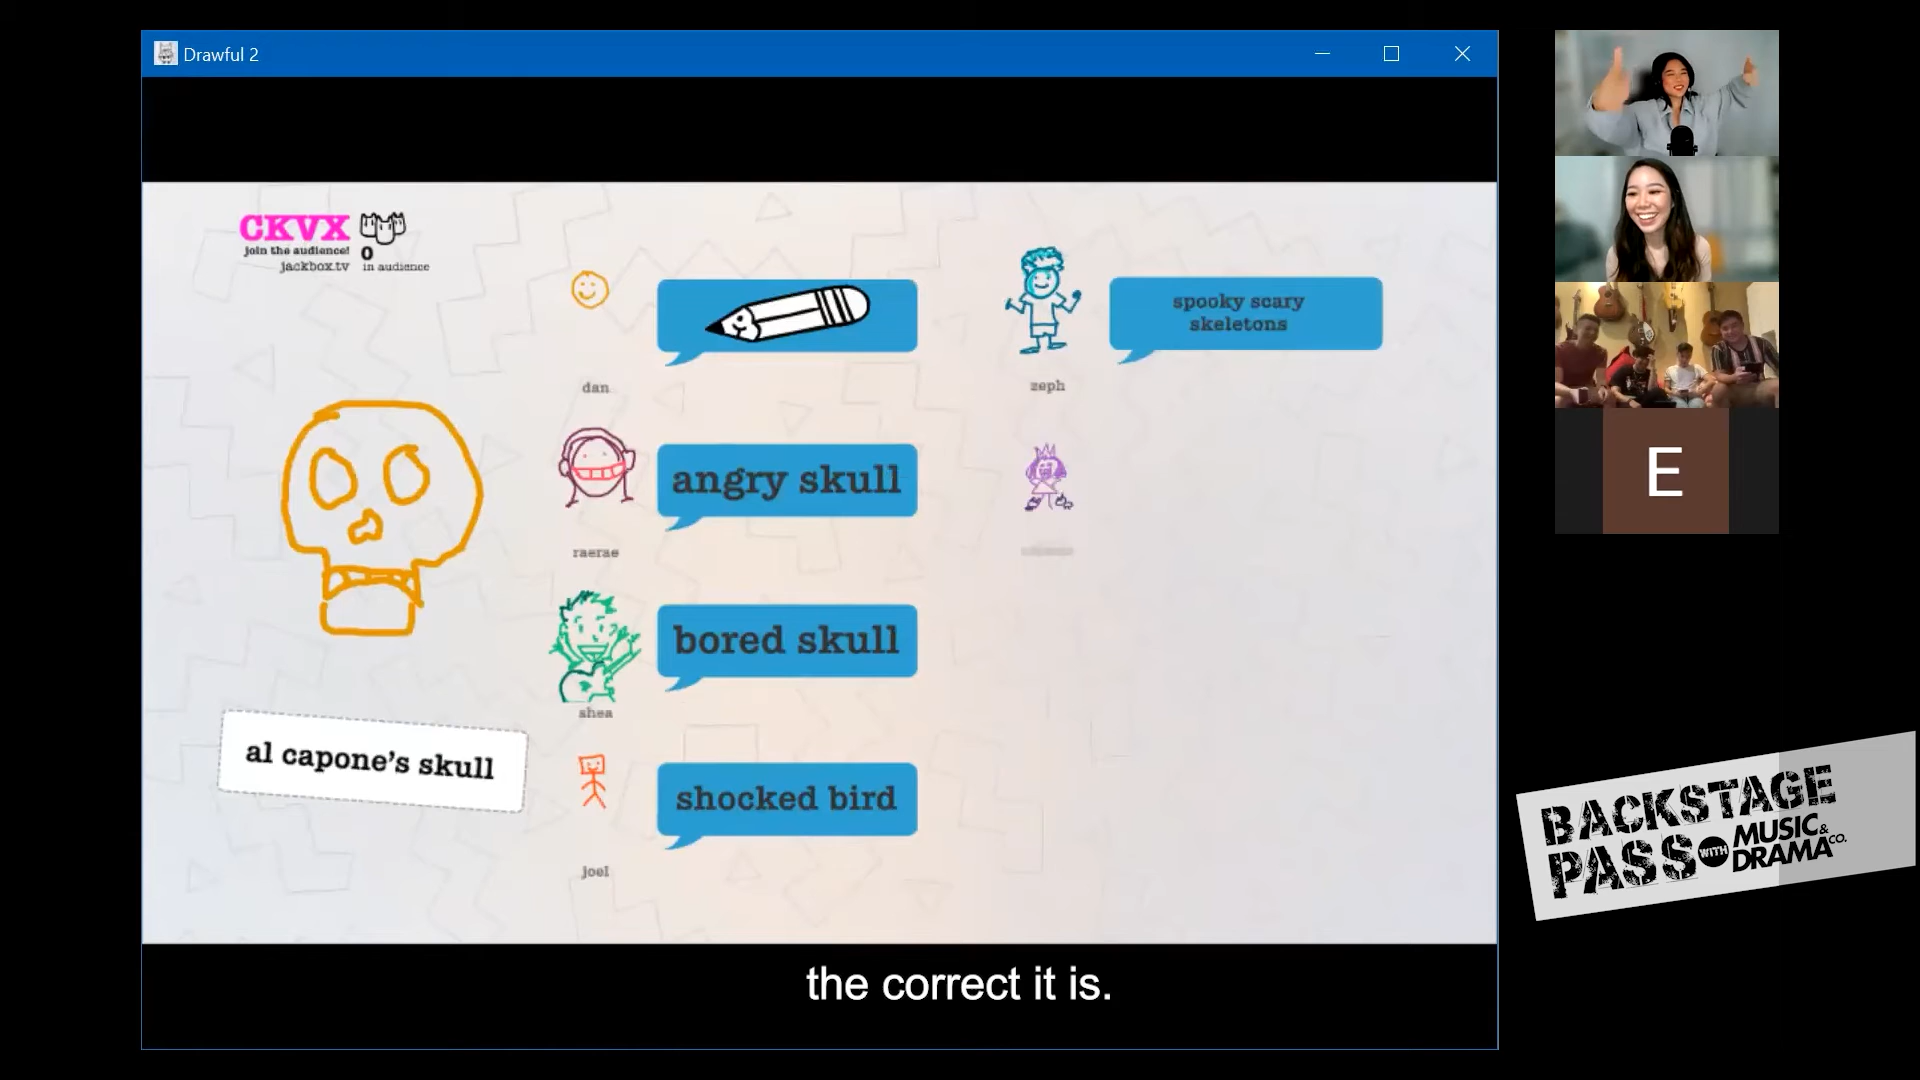 Drawful 2
CKVX
join the audience!
jackbox.tv
0
in audience
dan
angry skull
raerae
bored skull
shea
shocked bird
joel
spooky scary
skeletons
zeph
al capone's skull
the correct it is.
E
BACKSTAGE
PASS WITH MUSIC &
DRAMA CO.